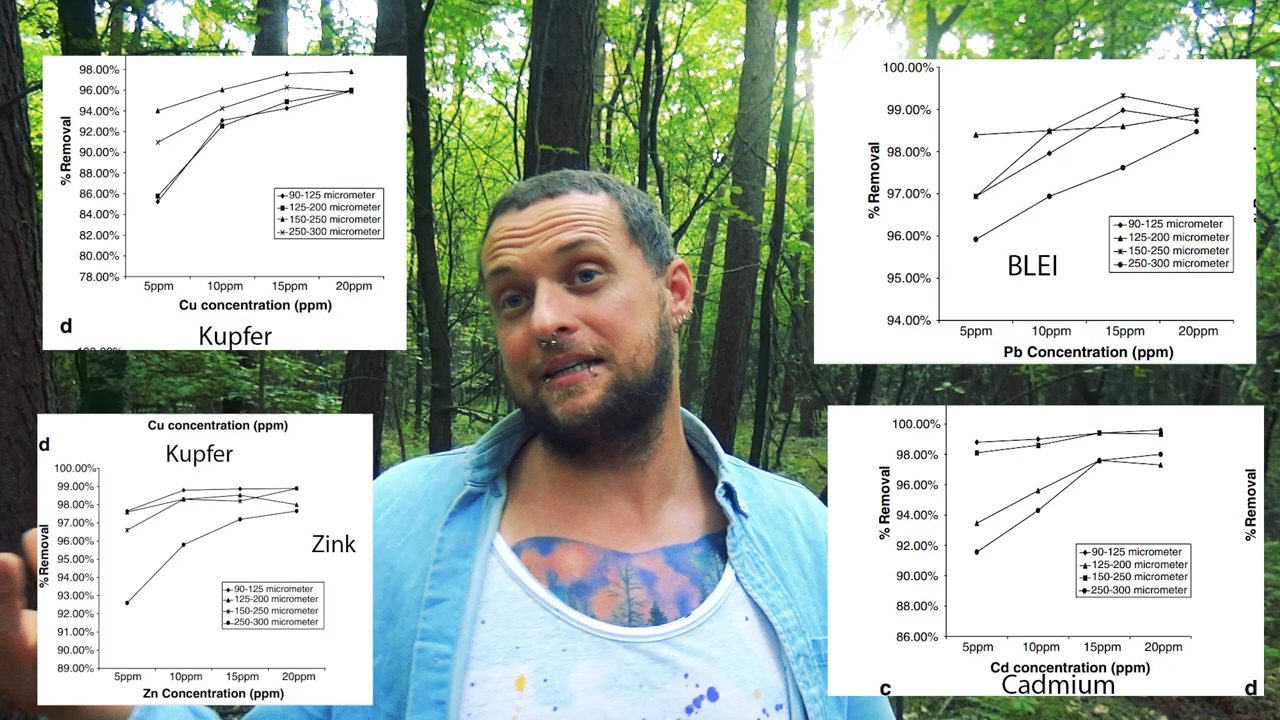 98.00%
96.00%
94.00%
92.00%
90.00%
88.00%
86.00%
84.00%
82.00%
80.00%
78.00%
% Removal
90-125 micrometer
125-200 micrometer
150-250 micrometer
250-300 micrometer
5ppm 10ppm 15ppm 20ppm
Cu concentration (ppm)
d
Kupfer
100.00%
99.00%
98.00%
97.00%
96.00%
95.00%
94.00%
% Removal
90-125 micrometer
125-200 micrometer
150-250 micrometer
250-300 micrometer
BLEI
5ppm 10ppm 15ppm 20ppm
Pb Concentration (ppm)
Cu concentration (ppm)
d
Kupfer
100.00%
99.00%
98.00%
97.00%
96.00%
95.00%
94.00%
93.00%
92.00%
91.00%
90.00%
89.00%
% Removal
Zink
90-125 micrometer
125-200 micrometer
150-250 micrometer
250-300 micrometer
5ppm 10ppm 15ppm 20ppm
Zn Concentration (ppm)
100.00%
98.00%
96.00%
94.00%
92.00%
90.00%
88.00%
86.00%
% Removal
% Removal
90-125 micrometer
125-200 micrometer
150-250 micrometer
250-300 micrometer
5ppm 10ppm 15ppm 20ppm
Cd concentration (ppm)
Cadmium
c
d